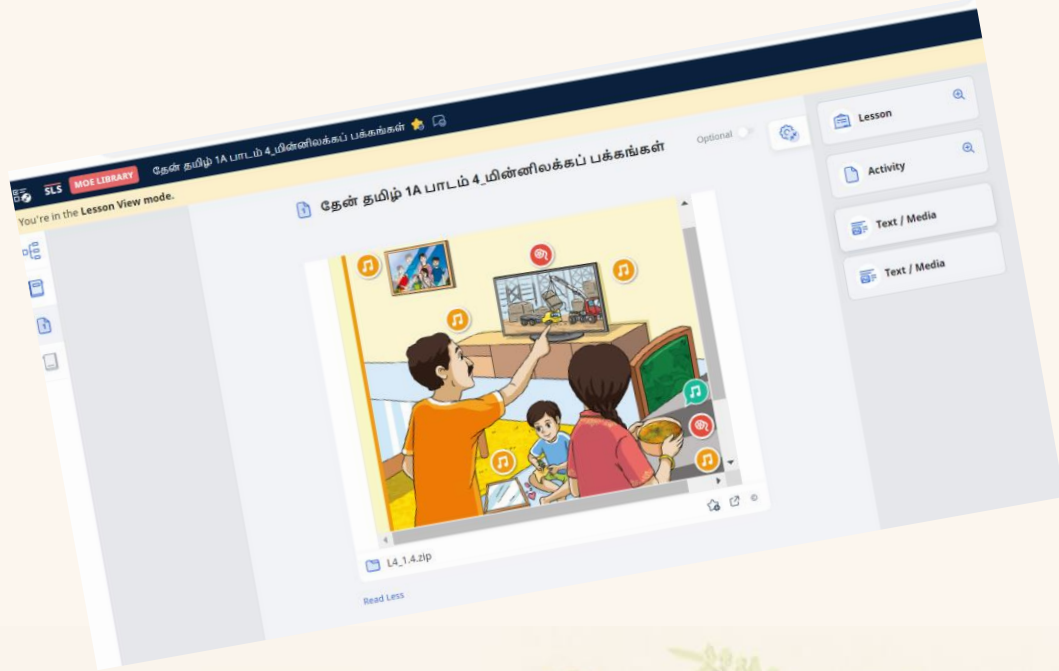 SLS MOE LIBRARY தேன் தமிழ் 1A பாடம் 4_மின்னிலக்கப் பக்கங்கள்
You're in the Lesson View mode.
தேன் தமிழ் 1A பாடம் 4_மின்னிலக்கப் பக்கங்கள்
Optional
Lesson
Activity
Text / Media
Text / Media
L4_1.4.zip
Read Less